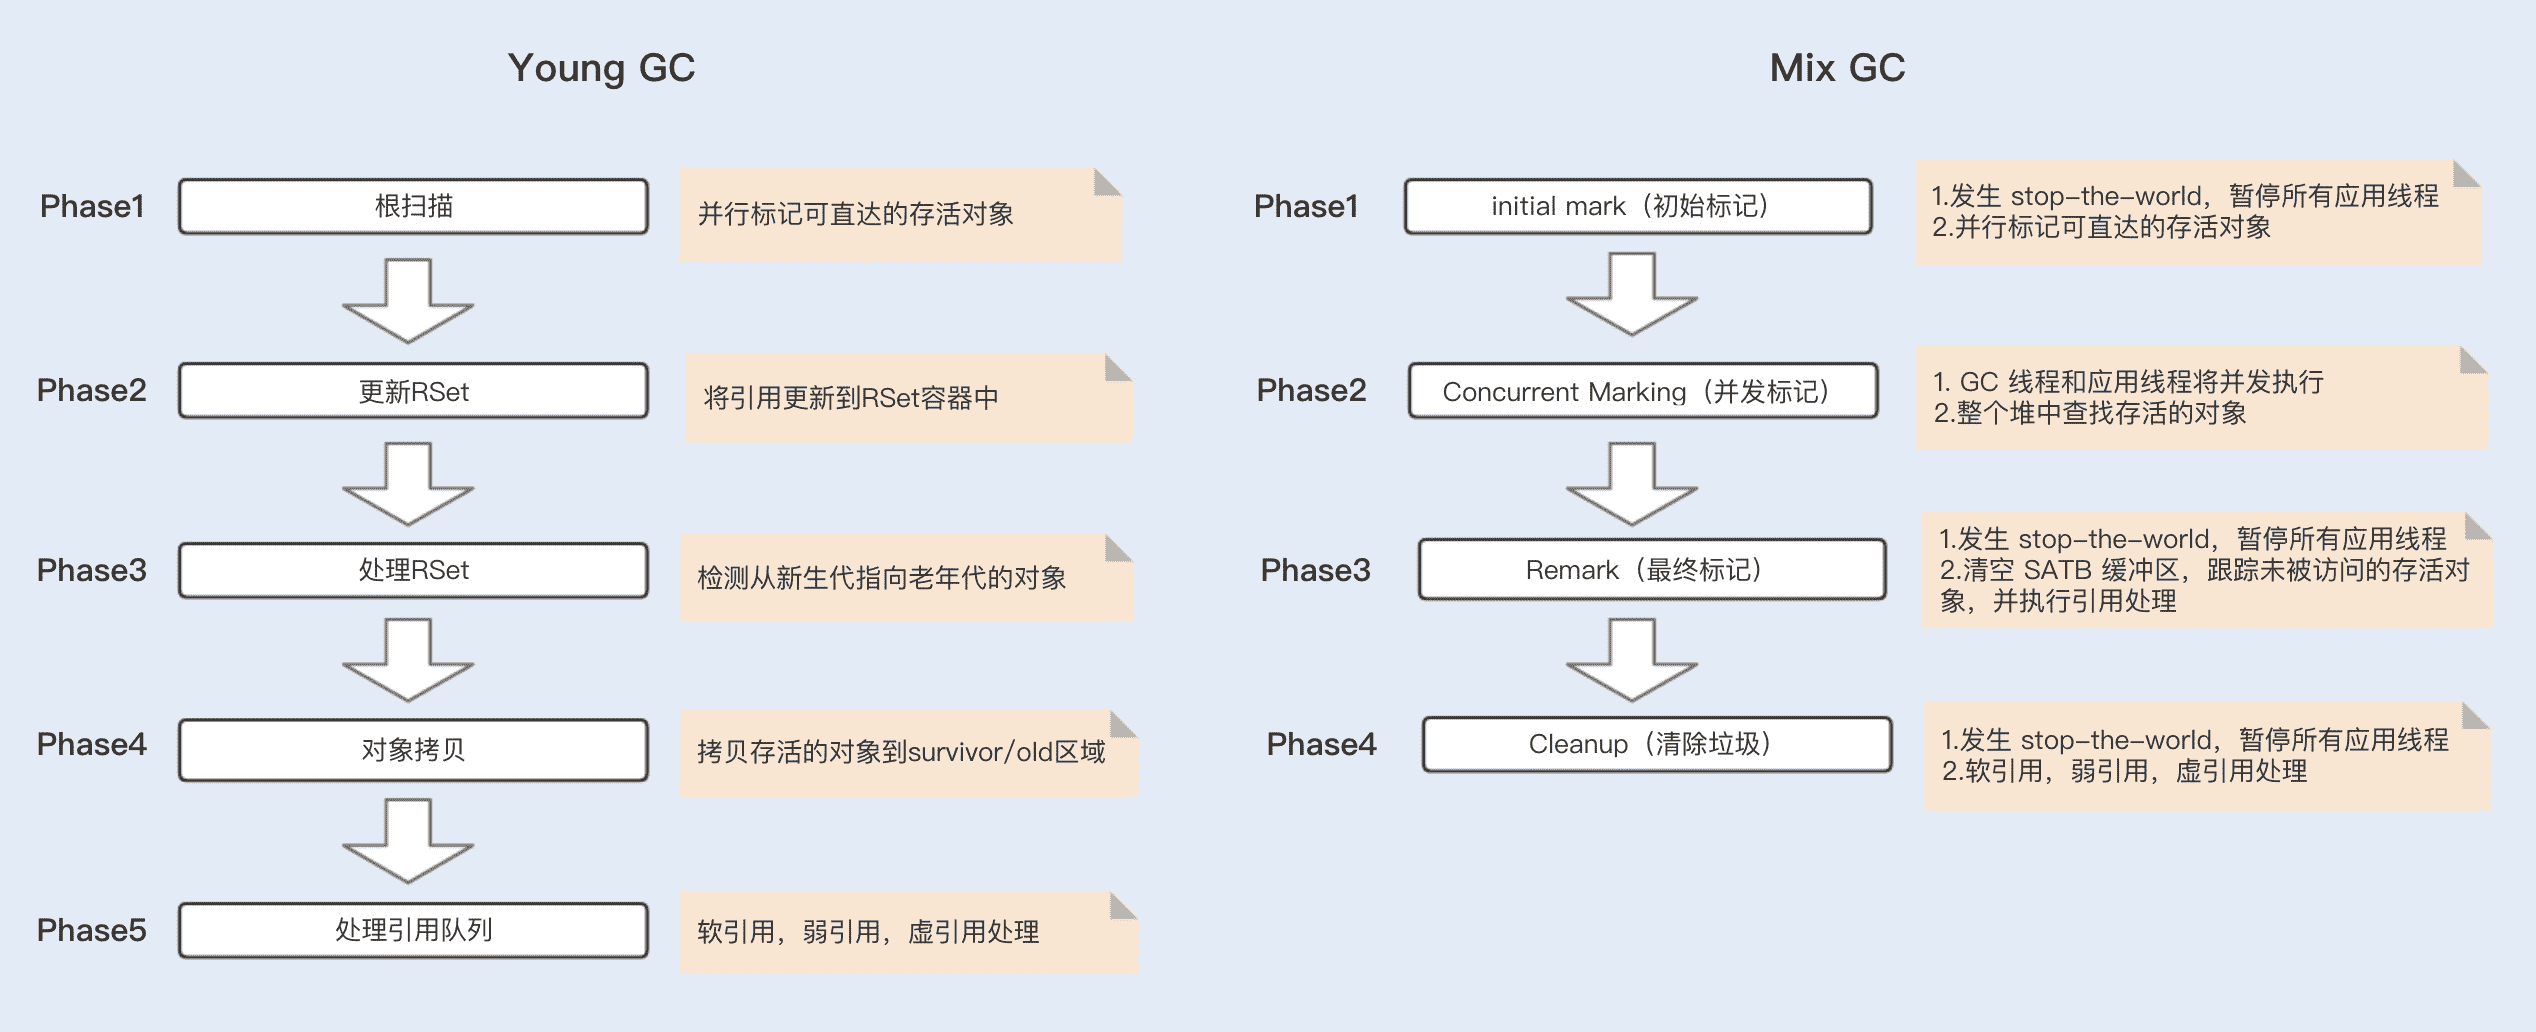 Young GC
Phase1
根扫描
并行标记可直达的存活对象
Phase2
更新RSet
将引用更新到RSet容器中
Phase3
处理RSet
检测从新生代指向老年代的对象
Phase4
对象拷贝
拷贝存活的对象到survivor/old区域
Phase5
处理引用队列
软引用，弱引用，虚引用处理
Mix GC
Phase1
initial mark（初始标记）
1.发生 stop-the-world，暂停所有应用线程
2.并行标记可直达的存活对象
Phase2
Concurrent Marking（并发标记）
1. GC 线程和应用线程将并发执行
2.整个堆中查找存活的对象
Phase3
Remark（最终标记）
1.发生 stop-the-world，暂停所有应用线程
2.清空 SATB 缓冲区，跟踪未被访问的存活对
象，并执行引用处理
Phase4
Cleanup（清除垃圾）
1.发生 stop-the-world，暂停所有应用线程
2.软引用，弱引用，虚引用处理